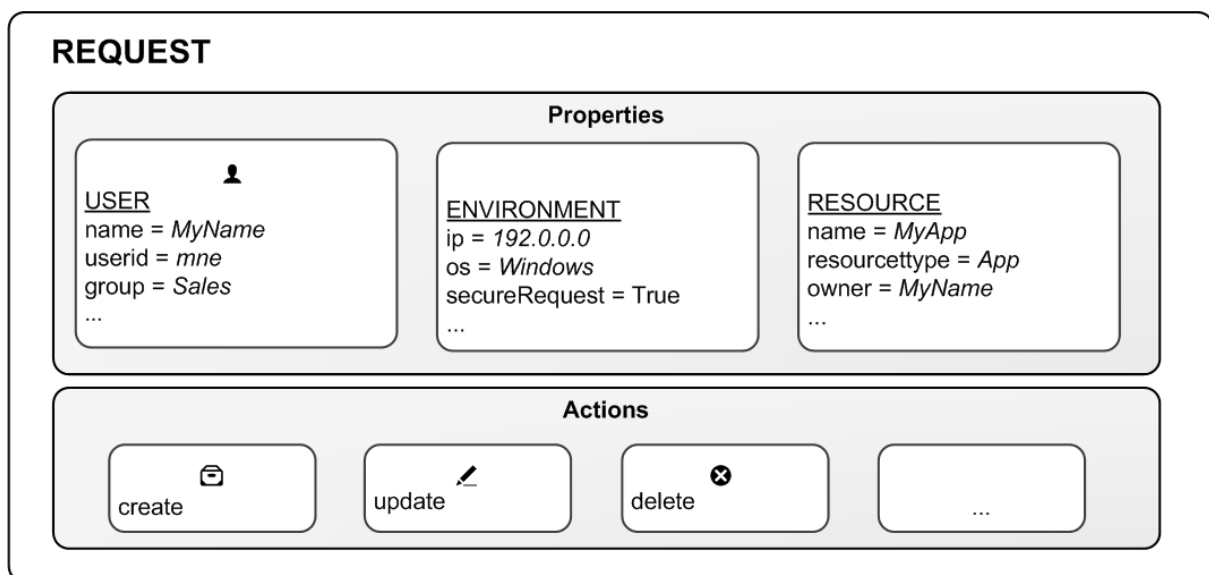 REQUEST
Properties
USER
name = MyName
userid = mne
group = Sales
...
ENVIRONMENT
ip = 192.0.0.0
os = Windows
secureRequest = True
...
RESOURCE
name = MyApp
resourcettype = App
owner = MyName
...
Actions
create
update
delete
...